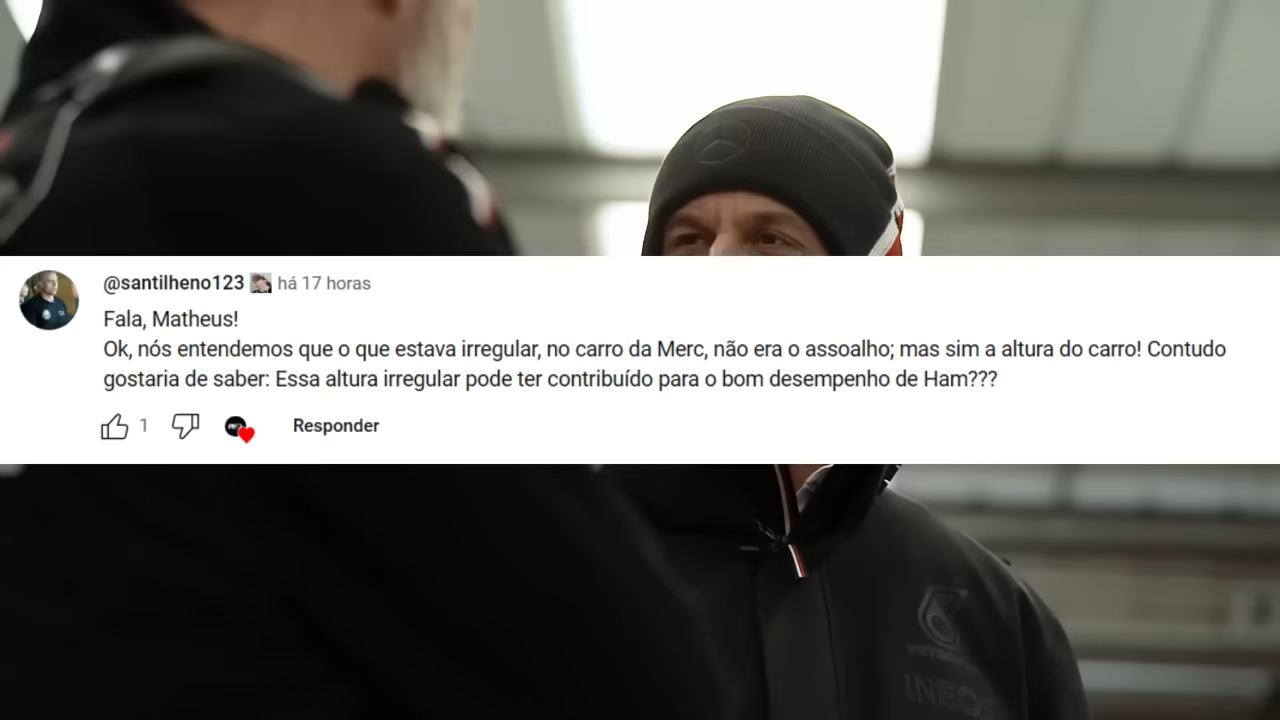 @santilheno123 há 17 horas
Fala, Matheus!
Ok, nós entendemos que o que estava irregular, no carro da Merc, não era o assoalho; mas sim a altura do carro! Contudo
gostaria de saber: Essa altura irregular pode ter contribuído para o bom desempenho de Ham???
1
Responder
INEOS